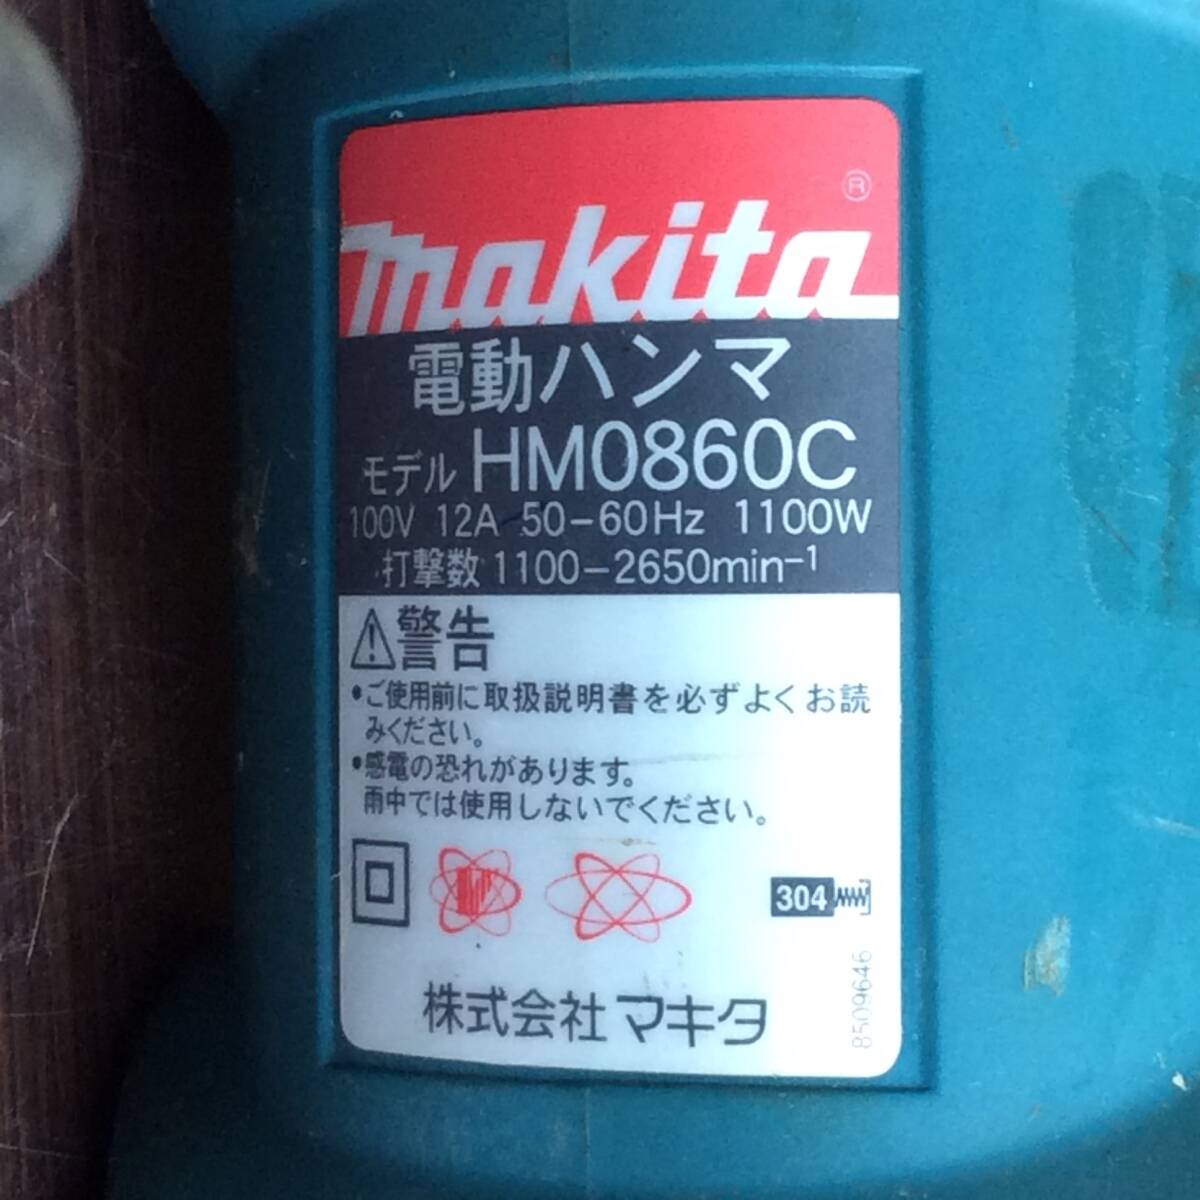 makita®
電動ハンマ
モデル HM0860C
100V 12A 50-60Hz 1100W
打撃数 1100-2650min⁻¹
⚠警告
•ご使用前に取扱説明書を必ずよくお読
みください。
•感電の恐れがあります。
雨中では使用しないでください。
304
株式会社マキタ
8509646